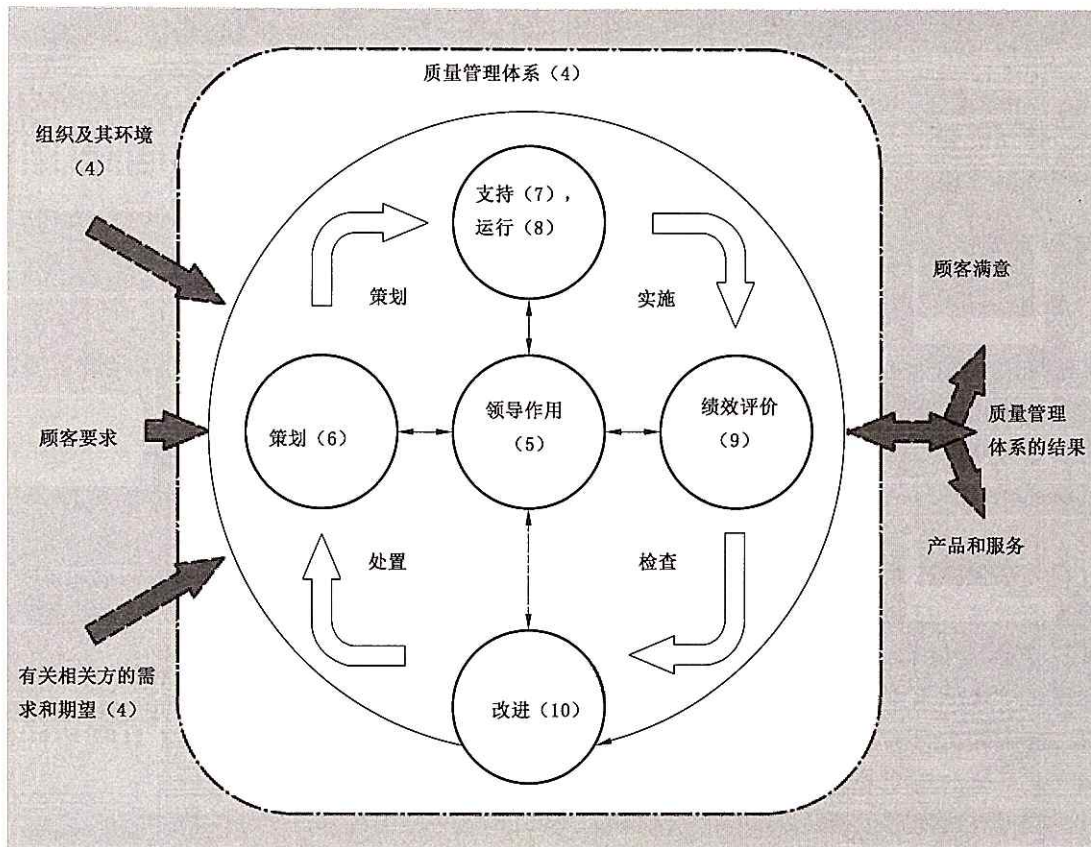 质量管理体系（4）
组织及其环境
（4）
支持（7），
运行（8）
策划
实施
顾客满意
顾客要求
策划（6）
领导作用
（5）
绩效评价
（9）
质量管理
体系的结果
处置
检查
产品和服务
有关相关方的需
求和期望（4）
改进（10）